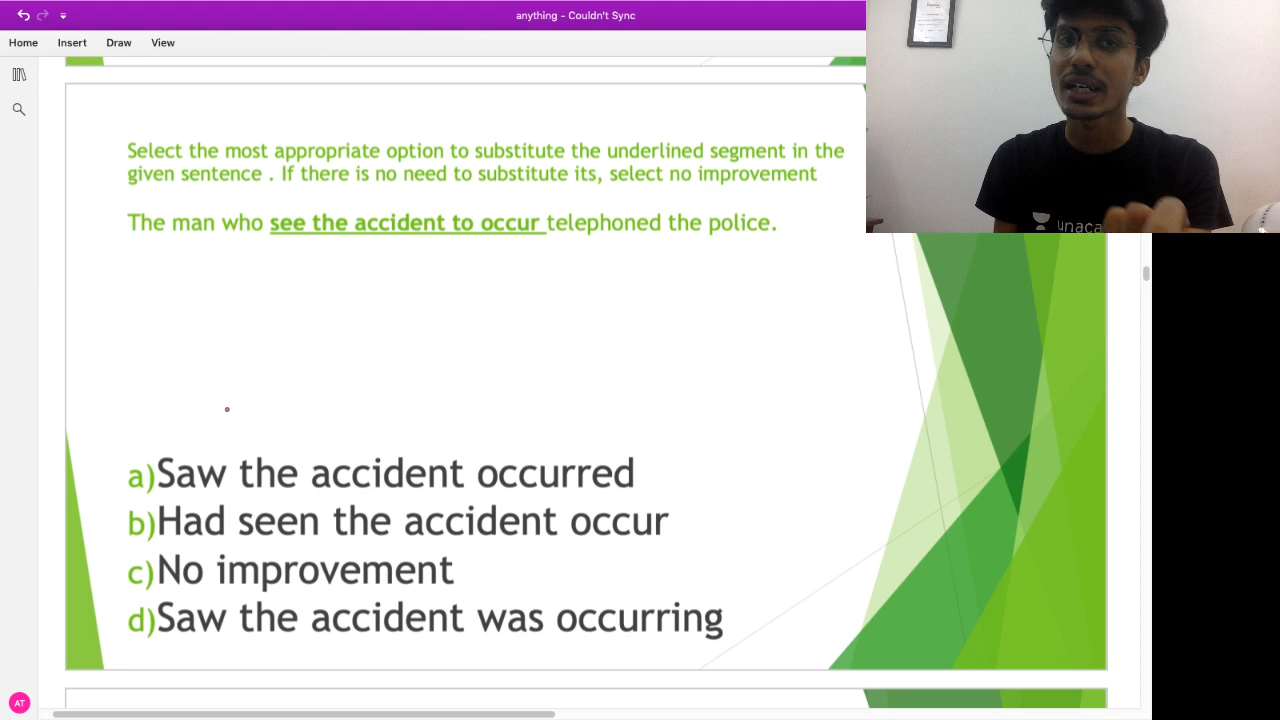 anything - Couldn't Sync
Home Insert Draw View
Select the most appropriate option to substitute the underlined segment in the
given sentence . If there is no need to substitute its, select no improvement
The man who see the accident to occur telephoned the police.
a)Saw the accident occurred
b)Had seen the accident occur
c)No improvement
d)Saw the accident was occurring
AT